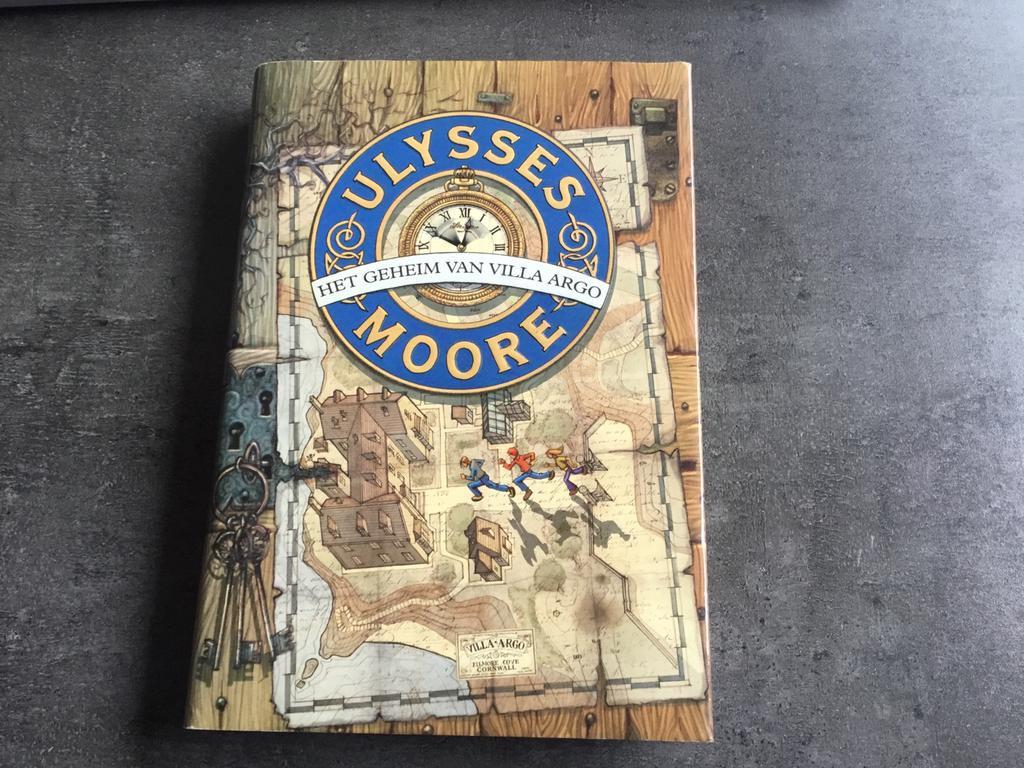 ULYSSES
HET GEHEIM VAN VILLA ARGO
MOORE
VILLA ARGO
KILMORE COVE
CORNWALL